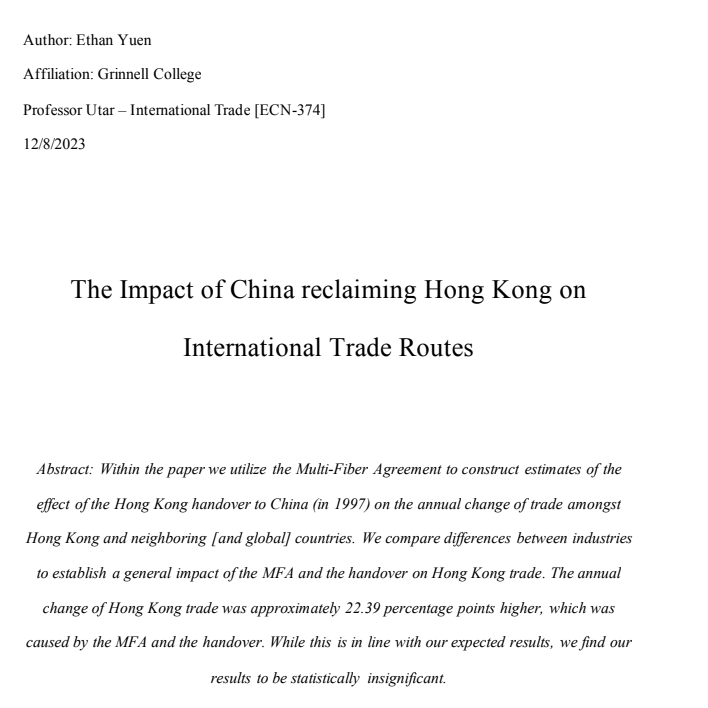 Author: Ethan Yuen
Affiliation: Grinnell College
Professor Utar – International Trade [ECN-374]
12/8/2023
The Impact of China reclaiming Hong Kong on
International Trade Routes
Abstract: Within the paper we utilize the Multi-Fiber Agreement to construct estimates of the
effect of the Hong Kong handover to China (in 1997) on the annual change of trade amongst
Hong Kong and neighboring [and global] countries. We compare differences between industries
to establish a general impact of the MFA and the handover on Hong Kong trade. The annual
change of Hong Kong trade was approximately 22.39 percentage points higher, which was
caused by the MFA and the handover. While this is in line with our expected results, we find our
results to be statistically insignificant.